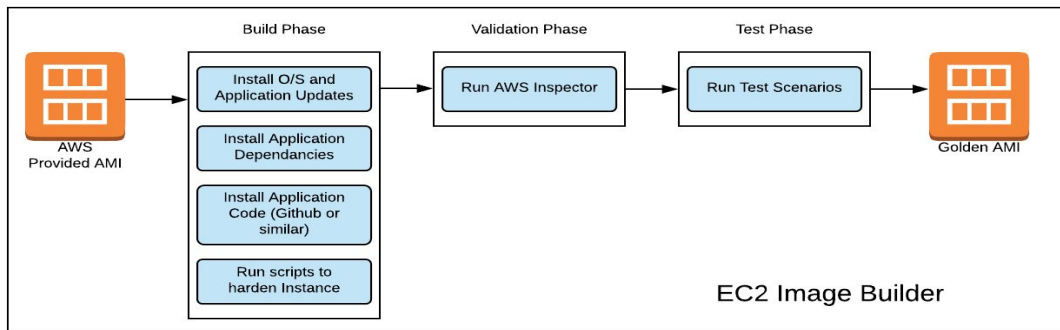 Build Phase
Validation Phase
Test Phase
AWS
Provided AMI
Install O/S and
Application Updates
Install Application
Dependancies
Install Application
Code (Github or
similar)
Run scripts to
harden Instance
Run AWS Inspector
Run Test Scenarios
Golden AMI
EC2 Image Builder